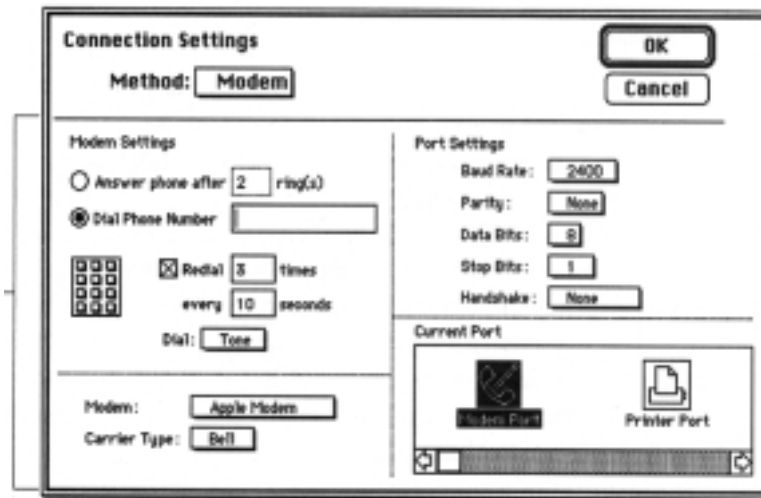 Connection Settings
OK
Method: Modem
Cancel
Modem Settings
Answer phone after 2 ring(s)
Dial Phone Number
Redial 3 times
every 10 seconds
Dial: Tone
Modem: Apple Modem
Carrier Type: Bell
Port Settings
Baud Rate: 2400
Parity: None
Data Bits: 8
Stop Bits: 1
Handshake: None
Current Port
Modem Port
Printer Port